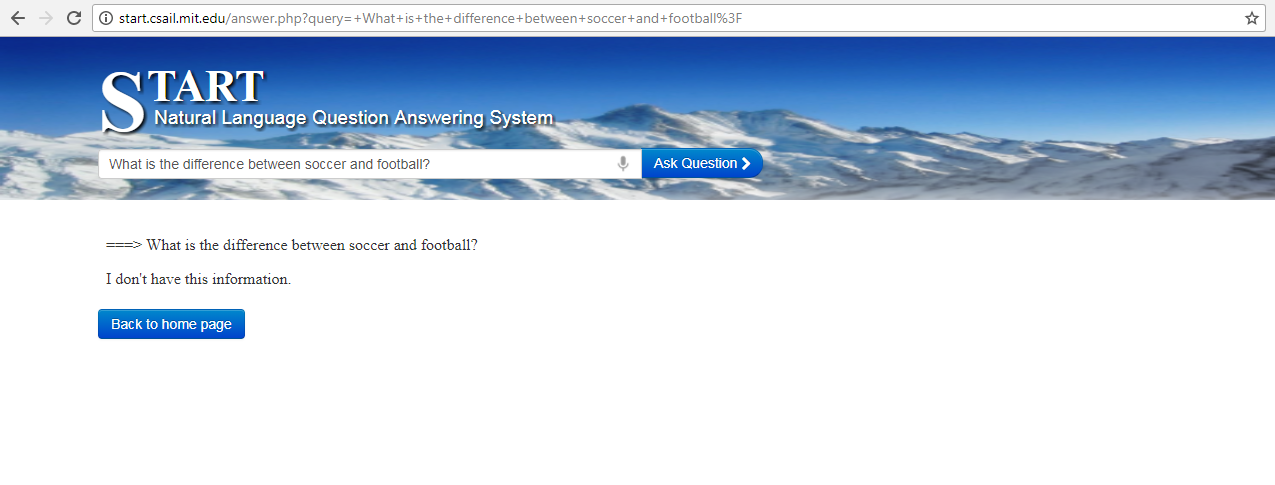 start.csail.mit.edu/answer.php?query=+What+is+the+difference+between+soccer+and+football%3F
START
Natural Language Question Answering System
What is the difference between soccer and football?
Ask Question
===> What is the difference between soccer and football?
I don't have this information.
Back to home page